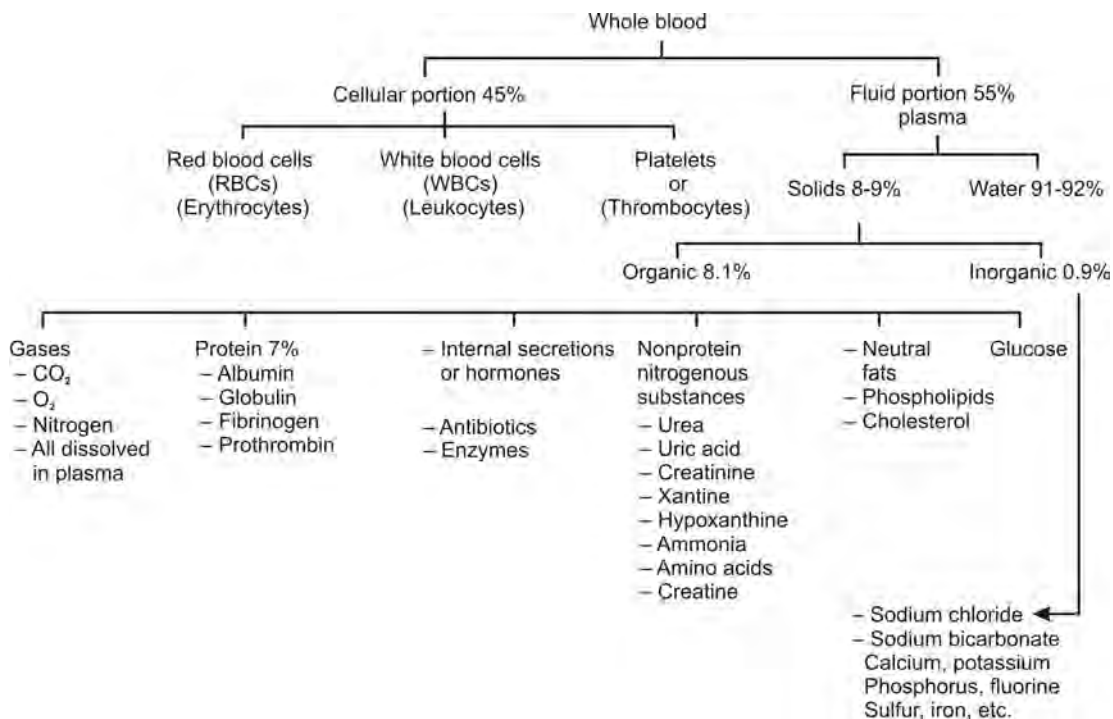 Whole blood
Cellular portion 45%
Fluid portion 55%
plasma
Red blood cells
(RBCs)
(Erythrocytes)
White blood cells
(WBCs)
(Leukocytes)
Platelets
or
(Thrombocytes)
Solids 8-9%
Water 91-92%
Organic 8.1%
Inorganic 0.9%
Gases
– CO₂
– O₂
– Nitrogen
– All dissolved
in plasma
Protein 7%
– Albumin
– Globulin
– Fibrinogen
– Prothrombin
– Internal secretions
or hormones
– Antibiotics
– Enzymes
Nonprotein
nitrogenous
substances
– Urea
– Uric acid
– Creatinine
– Xantine
– Hypoxanthine
– Ammonia
– Amino acids
– Creatine
– Neutral
fats
– Phospholipids
– Cholesterol
Glucose
– Sodium chloride
– Sodium bicarbonate
Calcium, potassium
Phosphorus, fluorine
Sulfur, iron, etc.